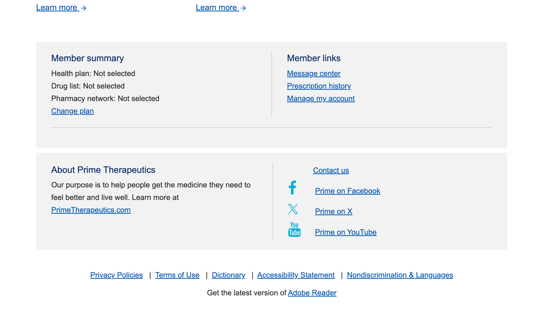 Learn more → Learn more →
Member summary
Health plan: Not selected
Drug list: Not selected
Pharmacy network: Not selected
Change plan
Member links
Message center
Prescription history
Manage my account
About Prime Therapeutics
Our purpose is to help people get the medicine they need to
feel better and live well. Learn more at
PrimeTherapeutics.com
Contact us
f Prime on Facebook
X Prime on X
You
Tube Prime on YouTube
Privacy Policies | Terms of Use | Dictionary | Accessibility Statement | Nondiscrimination & Languages
Get the latest version of Adobe Reader